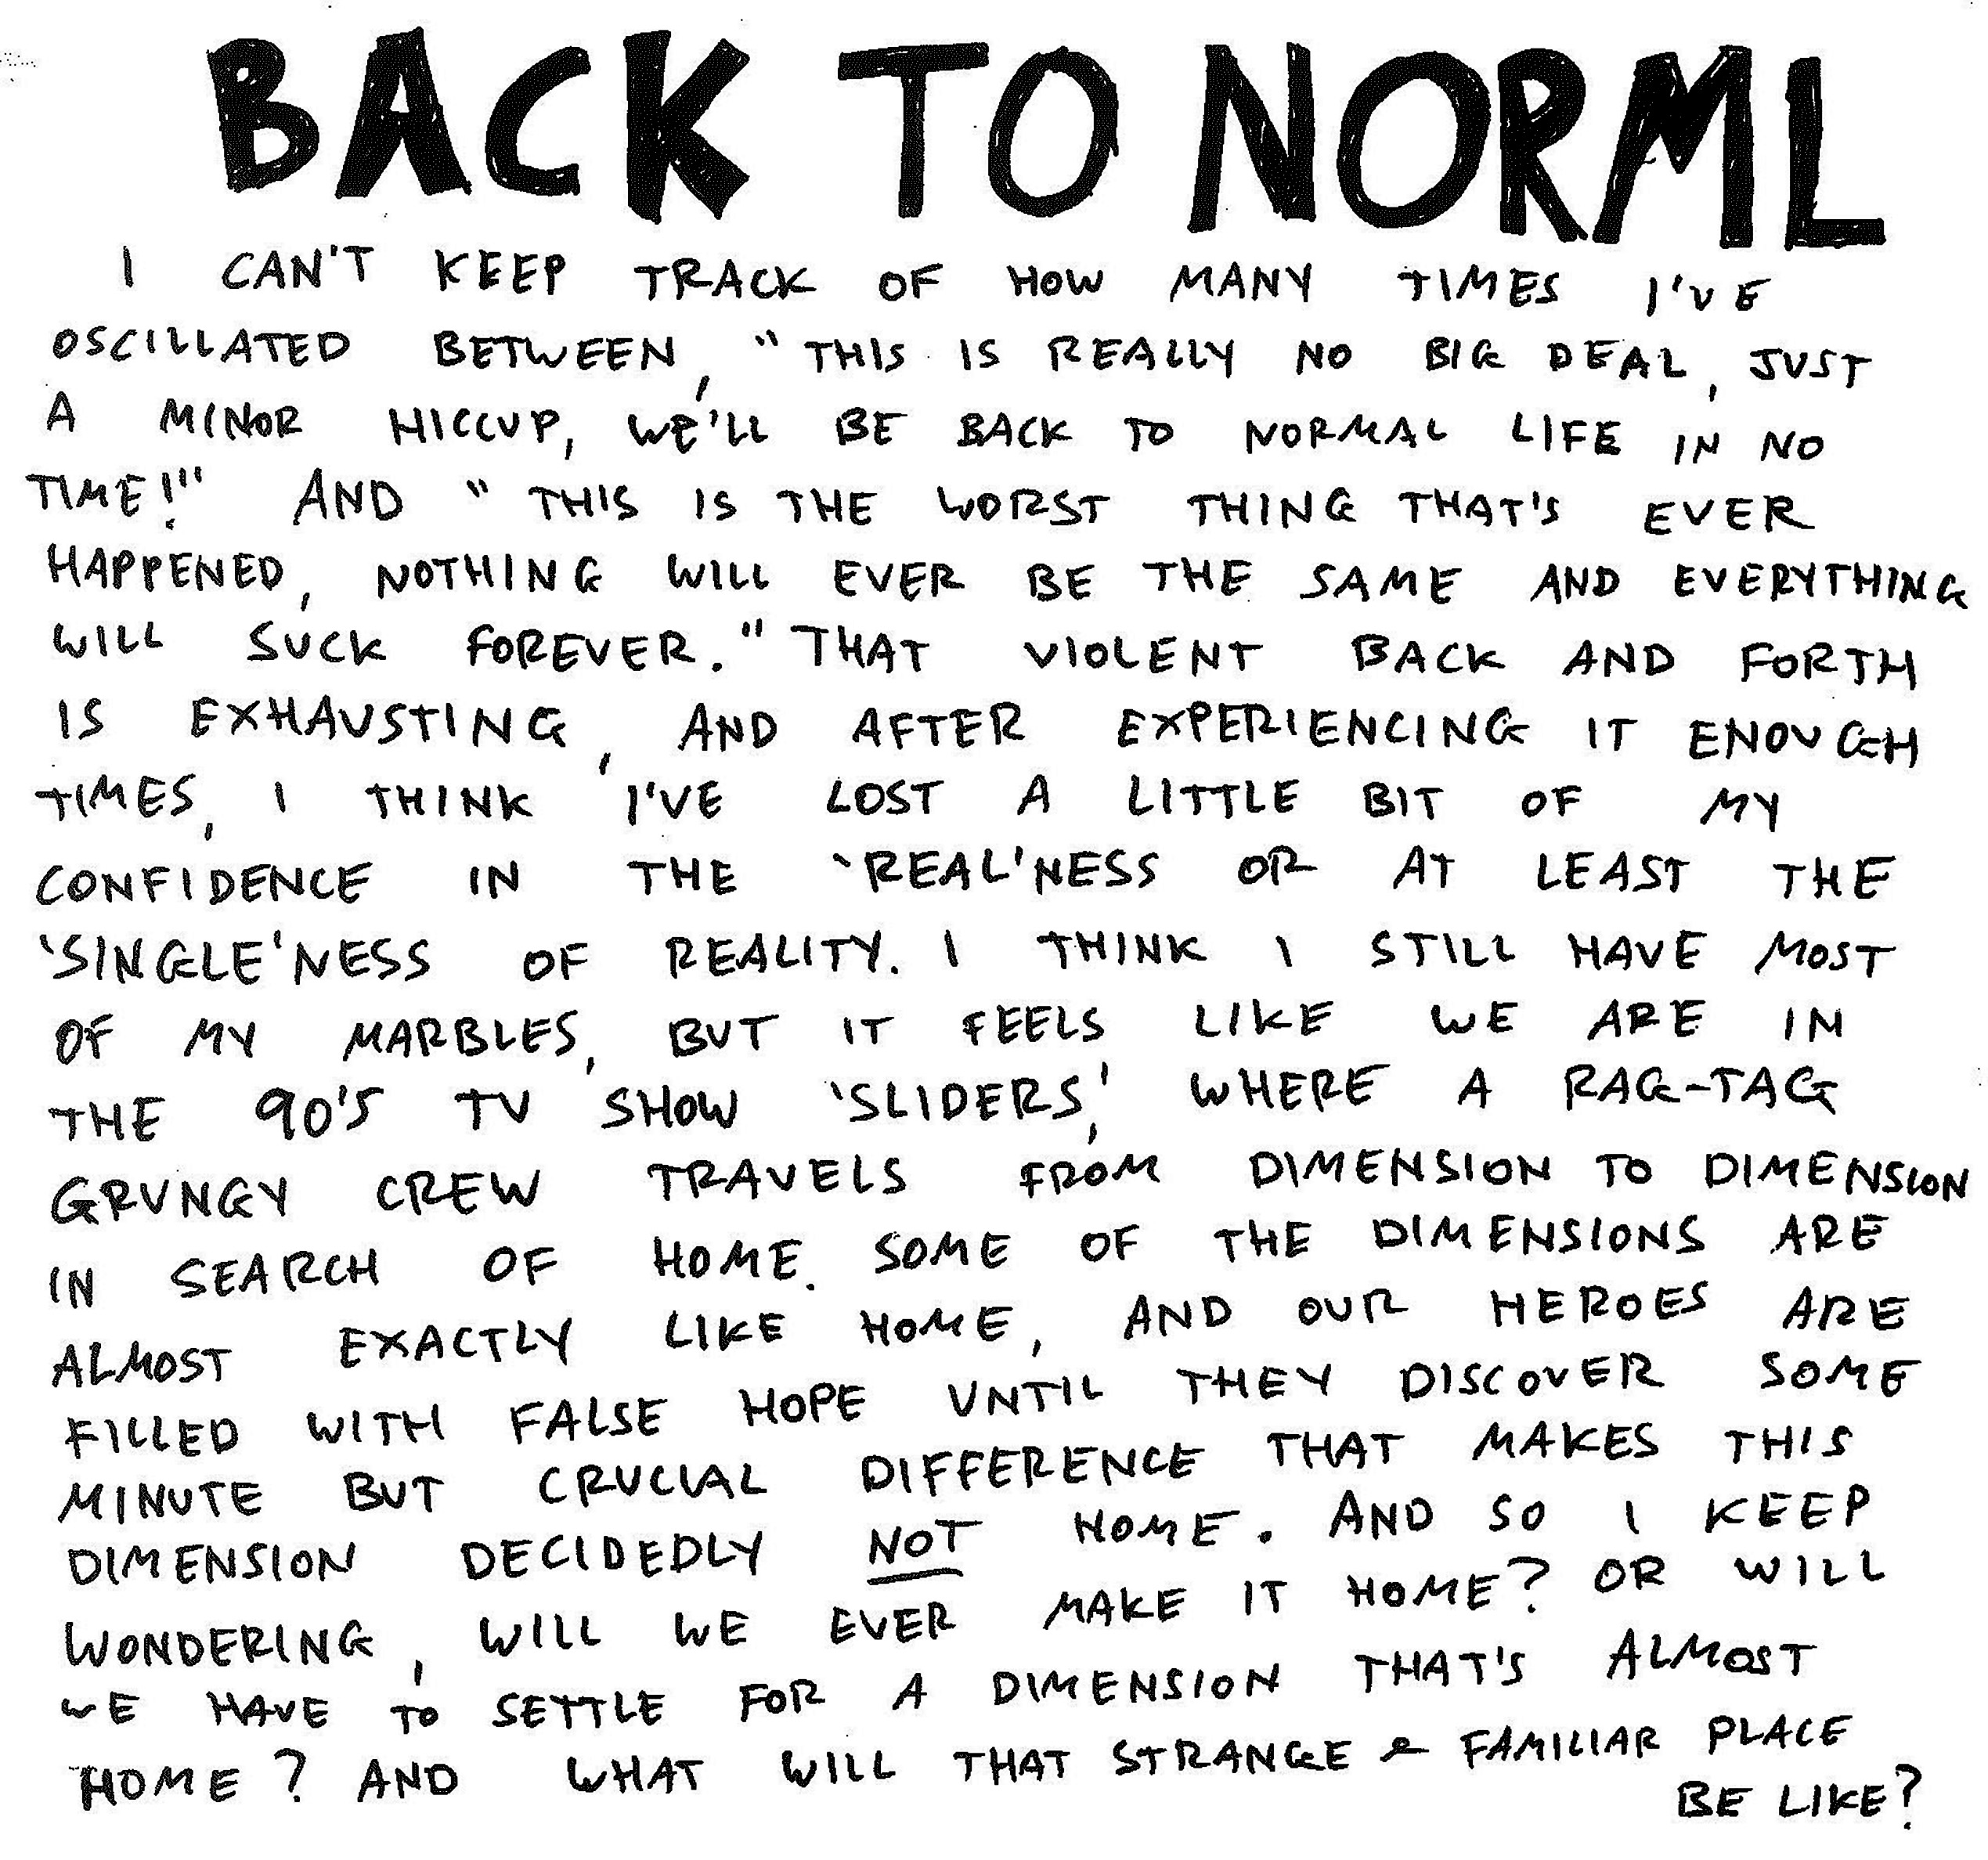 BACK TO NORML
I CAN'T KEEP TRACK OF HOW MANY TIMES I'VE
OSCILLATED BETWEEN, "THIS IS REALLY NO BIG DEAL, JUST
A MINOR HICCUP, WE'LL BE BACK TO NORMAL LIFE IN NO
TIME!" AND "THIS IS THE WORST THING THAT'S EVER
HAPPENED, NOTHING WILL EVER BE THE SAME AND EVERYTHING
WILL SUCK FOREVER." THAT VIOLENT BACK AND FORTH
IS EXHAUSTING, AND AFTER EXPERIENCING IT ENOUGH
TIMES, I THINK I'VE LOST A LITTLE BIT OF MY
CONFIDENCE IN THE 'REAL'NESS OR AT LEAST THE
'SINGLE'NESS OF REALITY. I THINK I STILL HAVE MOST
OF MY MARBLES, BUT IT FEELS LIKE WE ARE IN
THE 90'S TV SHOW 'SLIDERS,' WHERE A RAG-TAG
GRUNGY CREW TRAVELS FROM DIMENSION TO DIMENSION
IN SEARCH OF HOME. SOME OF THE DIMENSIONS ARE
ALMOST EXACTLY LIKE HOME, AND OUR HEROES ARE
FILLED WITH FALSE HOPE UNTIL THEY DISCOVER SOME
MINUTE BUT CRUCIAL DIFFERENCE THAT MAKES THIS
DIMENSION DECIDEDLY NOT HOME. AND SO I KEEP
WONDERING, WILL WE EVER MAKE IT HOME? OR WILL
WE HAVE TO SETTLE FOR A DIMENSION THAT'S ALMOST
HOME? AND WHAT WILL THAT STRANGE & FAMILIAR PLACE
BE LIKE?